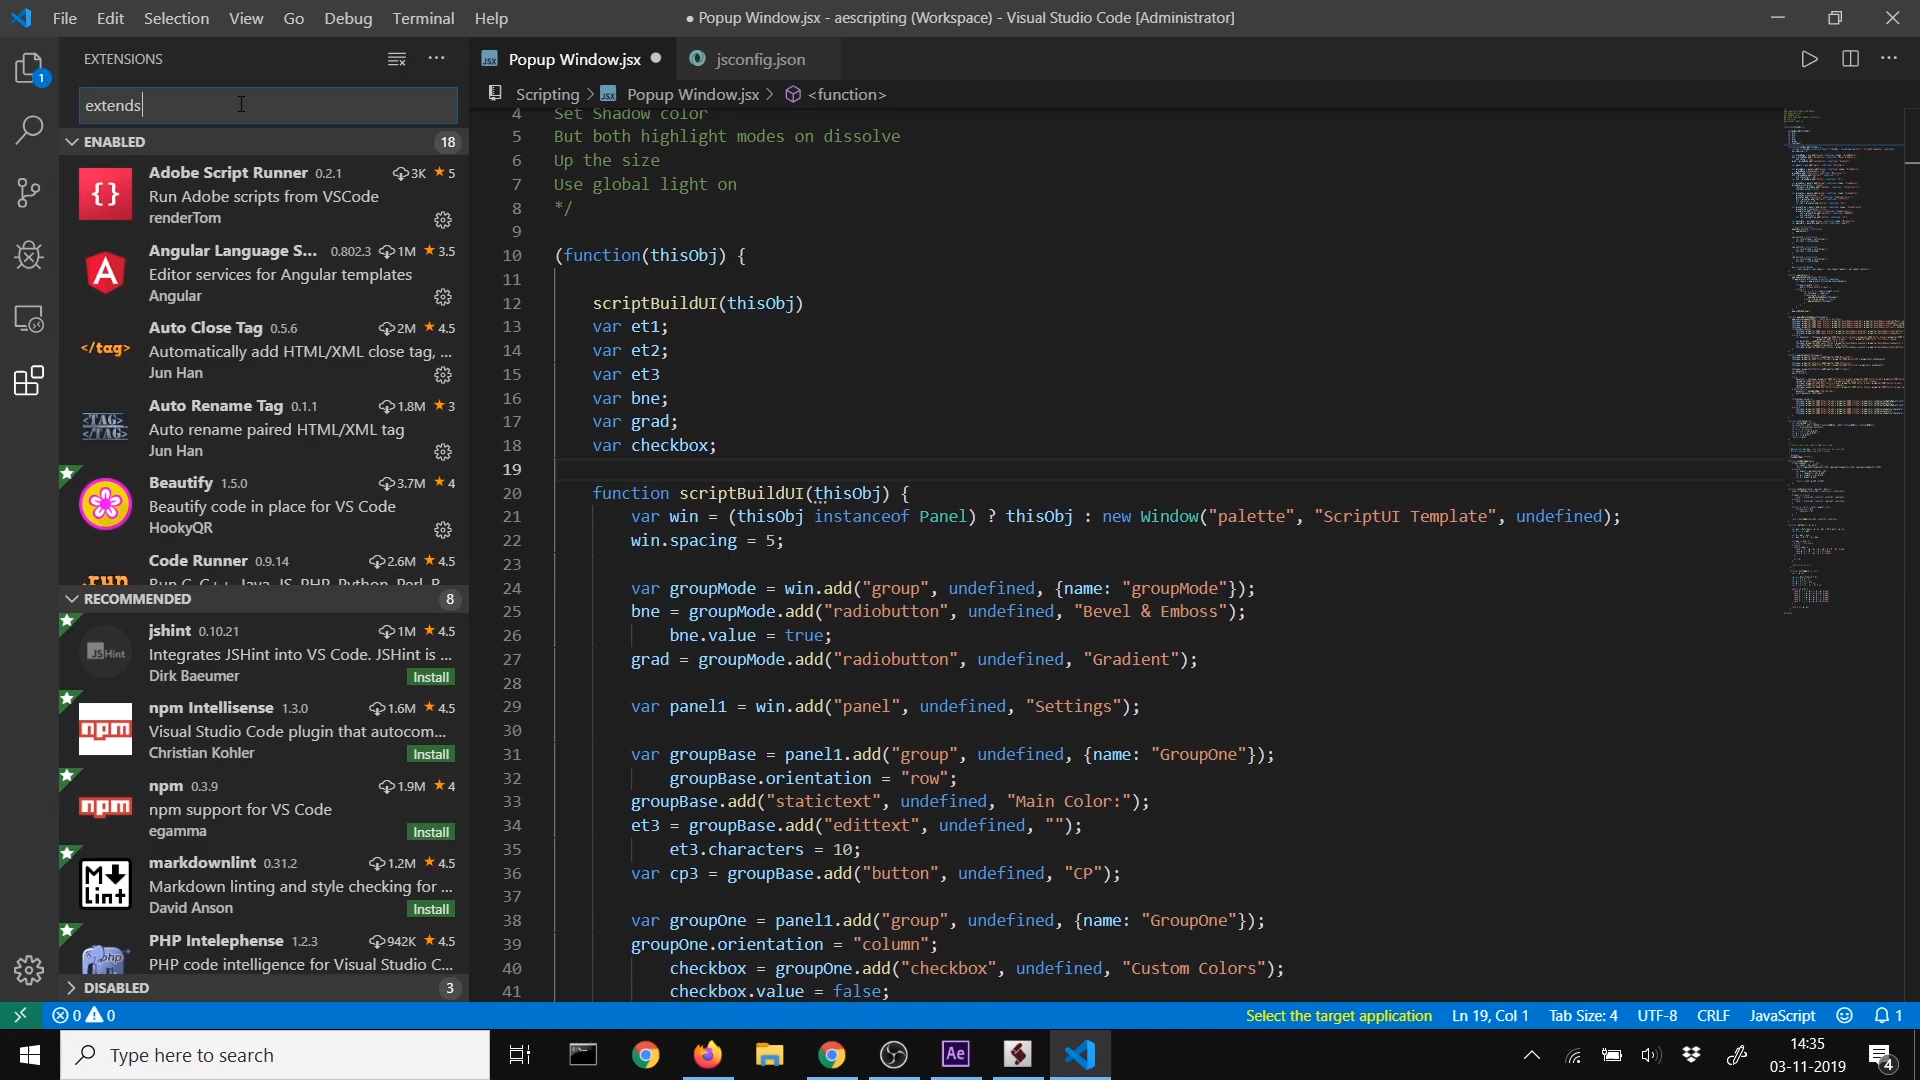 File Edit Selection View Go Debug Terminal Help
● Popup Window.jsx - aescripting (Workspace) - Visual Studio Code [Administrator]
EXTENSIONS
extends
ENABLED 18
Adobe Script Runner 0.2.1 3K ★ 5
Run Adobe scripts from VSCode
renderTom
Angular Language S... 0.802.3 1M ★ 3.5
Editor services for Angular templates
Angular
Auto Close Tag 0.5.6 2M ★ 4.5
</tag>
Automatically add HTML/XML close tag, ...
Jun Han
Auto Rename Tag 0.1.1 1.8M ★ 3
<TAG>
</TAG>
Auto rename paired HTML/XML tag
Jun Han
Beautify 1.5.0 3.7M ★ 4
Beautify code in place for VS Code
HookyQR
Code Runner 0.9.14 2.6M ★ 4.5
.run
RECOMMENDED 8
jshint 0.10.21 1M ★ 4.5
JSHint
Integrates JSHint into VS Code. JSHint is ...
Dirk Baeumer Install
npm Intellisense 1.3.0 1.6M ★ 4.5
npm
Visual Studio Code plugin that autocom...
Christian Kohler Install
npm 0.3.9 1.9M ★ 4
npm
npm support for VS Code
egamma Install
markdownlint 0.31.2 1.2M ★ 4.5
M
Lint
Markdown linting and style checking for ...
David Anson Install
PHP Intelephense 1.2.3 942K ★ 4.5
php
PHP code intelligence for Visual Studio C...
DISABLED 3
Popup Window.jsx ● jsconfig.json
Scripting > Popup Window.jsx > <function>
4 Set Shadow color
5 But both highlight modes on dissolve
6 Up the size
7 Use global light on
8 */
9
10 (function(thisObj) {
11
12 scriptBuildUI(thisObj)
13 var et1;
14 var et2;
15 var et3
16 var bne;
17 var grad;
18 var checkbox;
19
20 function scriptBuildUI(thisObj) {
21 var win = (thisObj instanceof Panel) ? thisObj : new Window("palette", "ScriptUI Template", undefined);
22 win.spacing = 5;
23
24 var groupMode = win.add("group", undefined, {name: "groupMode"});
25 bne = groupMode.add("radiobutton", undefined, "Bevel & Emboss");
26 bne.value = true;
27 grad = groupMode.add("radiobutton", undefined, "Gradient");
28
29 var panel1 = win.add("panel", undefined, "Settings");
30
31 var groupBase = panel1.add("group", undefined, {name: "GroupOne"});
32 groupBase.orientation = "row";
33 groupBase.add("statictext", undefined, "Main Color:");
34 et3 = groupBase.add("edittext", undefined, "");
35 et3.characters = 10;
36 var cp3 = groupBase.add("button", undefined, "CP");
37
38 var groupOne = panel1.add("group", undefined, {name: "GroupOne"});
39 groupOne.orientation = "column";
40 checkbox = groupOne.add("checkbox", undefined, "Custom Colors");
41 checkbox.value = false;
0 0 Select the target application Ln 19, Col 1 Tab Size: 4 UTF-8 CRLF JavaScript 1
Type here to search
Ae
14:35
03-11-2019
4